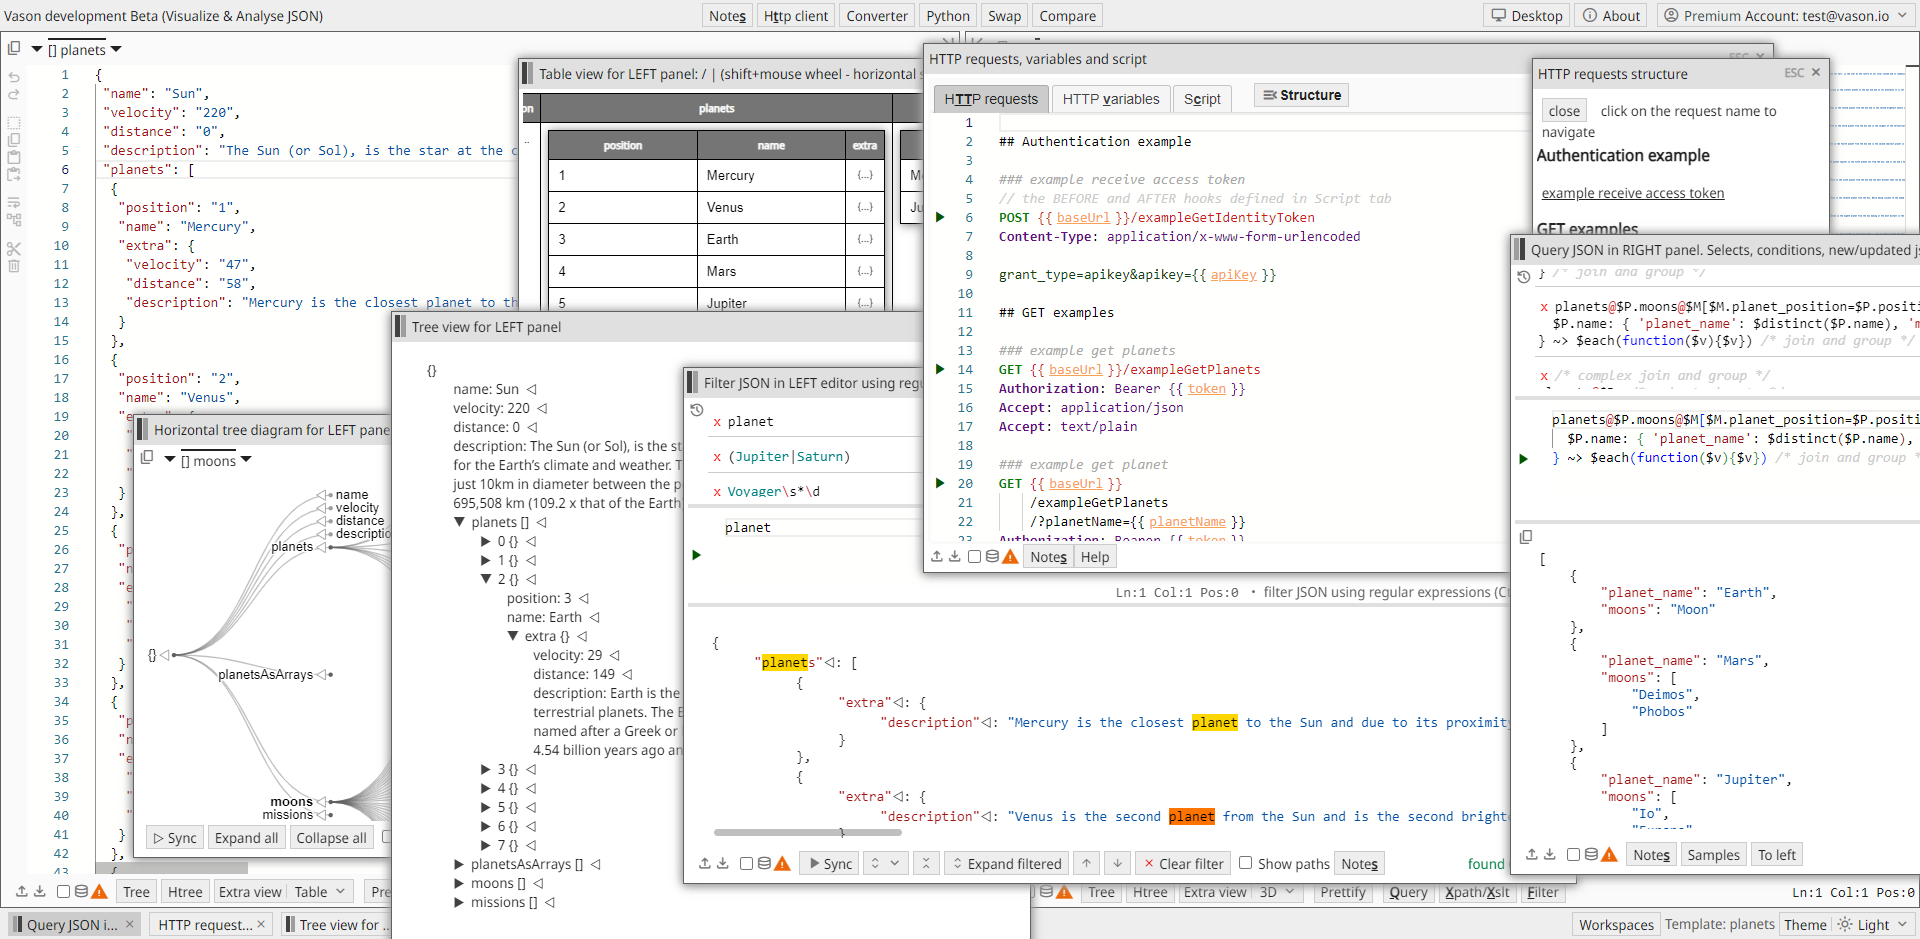 Vason development Beta (Visualize & Analyse JSON)
Notes
Http client
Converter
Python
Swap
Compare
Desktop
About
Premium Account: test@vason.io
[] planets
1 {
2 "name": "Sun",
3 "velocity": "220",
4 "distance": "0",
5 "description": "The Sun (or Sol), is the star at the c
6 "planets": [
7 {
8 "position": "1",
9 "name": "Mercury",
10 "extra": {
11 "velocity": "47",
12 "distance": "58",
13 "description": "Mercury is the closest planet to th
14 }
15 },
16 {
17 "position": "2",
18 "name": "Venus",
19 "e
20 "
21 "
22 "
23 }
24 },
25 {
26 "p
27 "n
28 "e
29 "
30 "
31 "
32 }
33 },
34 {
35 "p
36 "n
37 "e
38 "
39 "
40 "
41 }
42 },
43 {
Tree
Htree
Extra view
Table
Pre
Table view for LEFT panel: / | (shift+mouse wheel - horizontal s
on
planets
position name extra
1 Mercury {...}
2 Venus {...}
3 Earth {...}
4 Mars {...}
5 Jupiter {...}
M
Ju
Horizontal tree diagram for LEFT pane
[] moons
name
velocity
distance
descriptio
planets
{}
planetsAsArrays
moons
missions
Sync
Expand all
Collapse all
Tree view for LEFT panel
{}
name: Sun
velocity: 220
distance: 0
description: The Sun (or Sol), is the st
for the Earth's climate and weather. T
just 10km in diameter between the p
695,508 km (109.2 x that of the Earth
planets []
0 {}
1 {}
2 {}
position: 3
name: Earth
extra {}
velocity: 29
distance: 149
description: Earth is the
terrestrial planets. The E
named after a Greek or
4.54 billion years ago an
3 {}
4 {}
5 {}
6 {}
7 {}
planetsAsArrays []
moons []
missions []
Filter JSON in LEFT editor using regu
x planet
x (Jupiter|Saturn)
x Voyager\s*\d
planet
Ln:1 Col:1 Pos:0 • filter JSON using regular expressions (Cu
{
"planets": [
{
"extra": {
"description": "Mercury is the closest planet to the Sun and due to its proximity
}
},
{
"extra": {
"description": "Venus is the second planet from the Sun and is the second brighte
}
Sync
Expand filtered
Clear filter
Show paths
Notes
found
HTTP requests, variables and script
ESC
HTTP requests
HTTP variables
Script
Structure
1
2 ## Authentication example
3
4 ### example receive access token
5 // the BEFORE and AFTER hooks defined in Script tab
6 POST {{ baseUrl }}/exampleGetIdentityToken
7 Content-Type: application/x-www-form-urlencoded
8
9 grant_type=apikey&apikey={{ apiKey }}
10
11 ## GET examples
12
13 ### example get planets
14 GET {{ baseUrl }}/exampleGetPlanets
15 Authorization: Bearer {{ token }}
16 Accept: application/json
17 Accept: text/plain
18
19 ### example get planet
20 GET {{ baseUrl }}
21 /exampleGetPlanets
22 /?planetName={{ planetName }}
23 Authorization: Bearer {{ token }}
Notes
Help
HTTP requests structure
ESC
close
click on the request name to
navigate
Authentication example
example receive access token
GET examples
Query JSON in RIGHT panel. Selects, conditions, new/updated js
} /* join and group */
x planets@$P.moons@$M[$M.planet_position=$P.positi
$P.name: { 'planet_name': $distinct($P.name), 'm
} ~> $each(function($v){$v}) /* join and group */
x /* complex join and group */
planets@$P.moons@$M[$M.planet_position=$P.positi
$P.name: { 'planet_name': $distinct($P.name),
} ~> $each(function($v){$v}) /* join and group *
[
{
"planet_name": "Earth",
"moons": "Moon"
},
{
"planet_name": "Mars",
"moons": [
"Deimos",
"Phobos"
]
},
{
"planet_name": "Jupiter",
"moons": [
"Io",
"Europa"
Notes
Samples
To left
Tree
Htree
Extra view
3D
Prettify
Query
Xpath/Xslt
Filter
Ln:1 Col:1 Pos:0
Query JSON i...
HTTP request...
Tree view for ..
Workspaces
Template: planets
Theme
Light